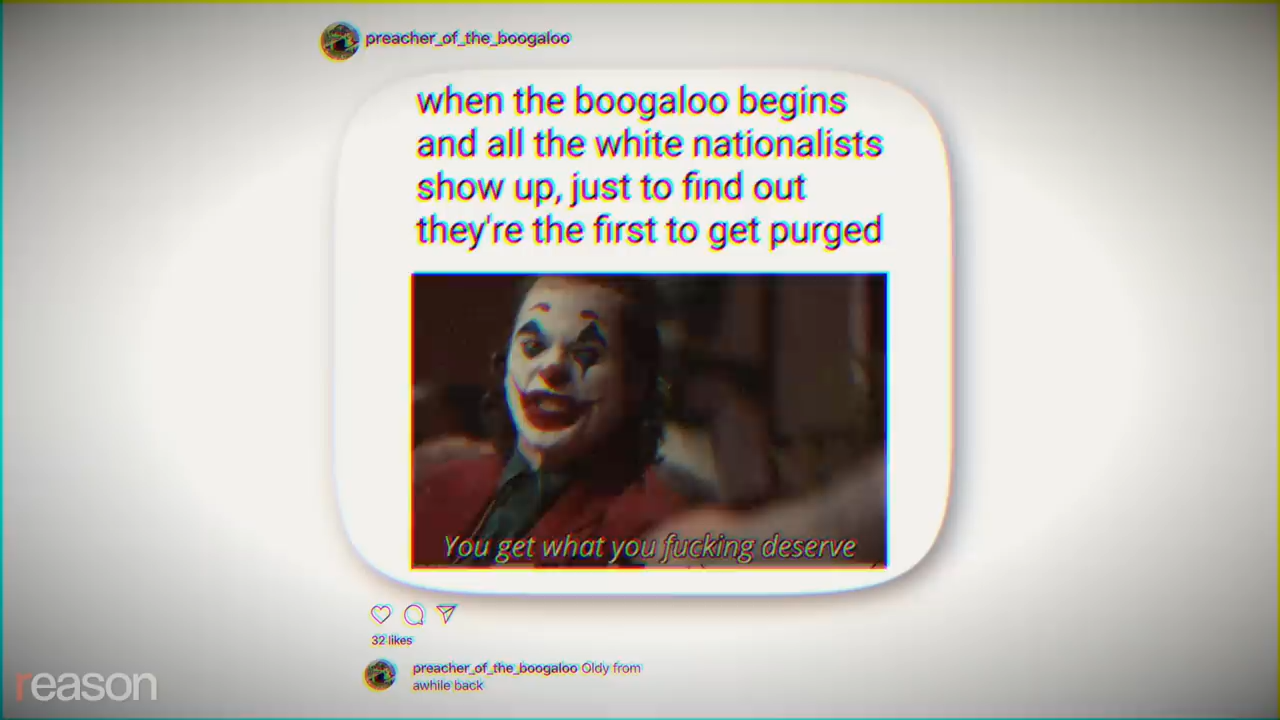 preacher_of_the_boogaloo
when the boogaloo begins
and all the white nationalists
show up, just to find out
they're the first to get purged
You get what you fucking deserve
32 likes
preacher_of_the_boogaloo Oldy from
awhile back
reason